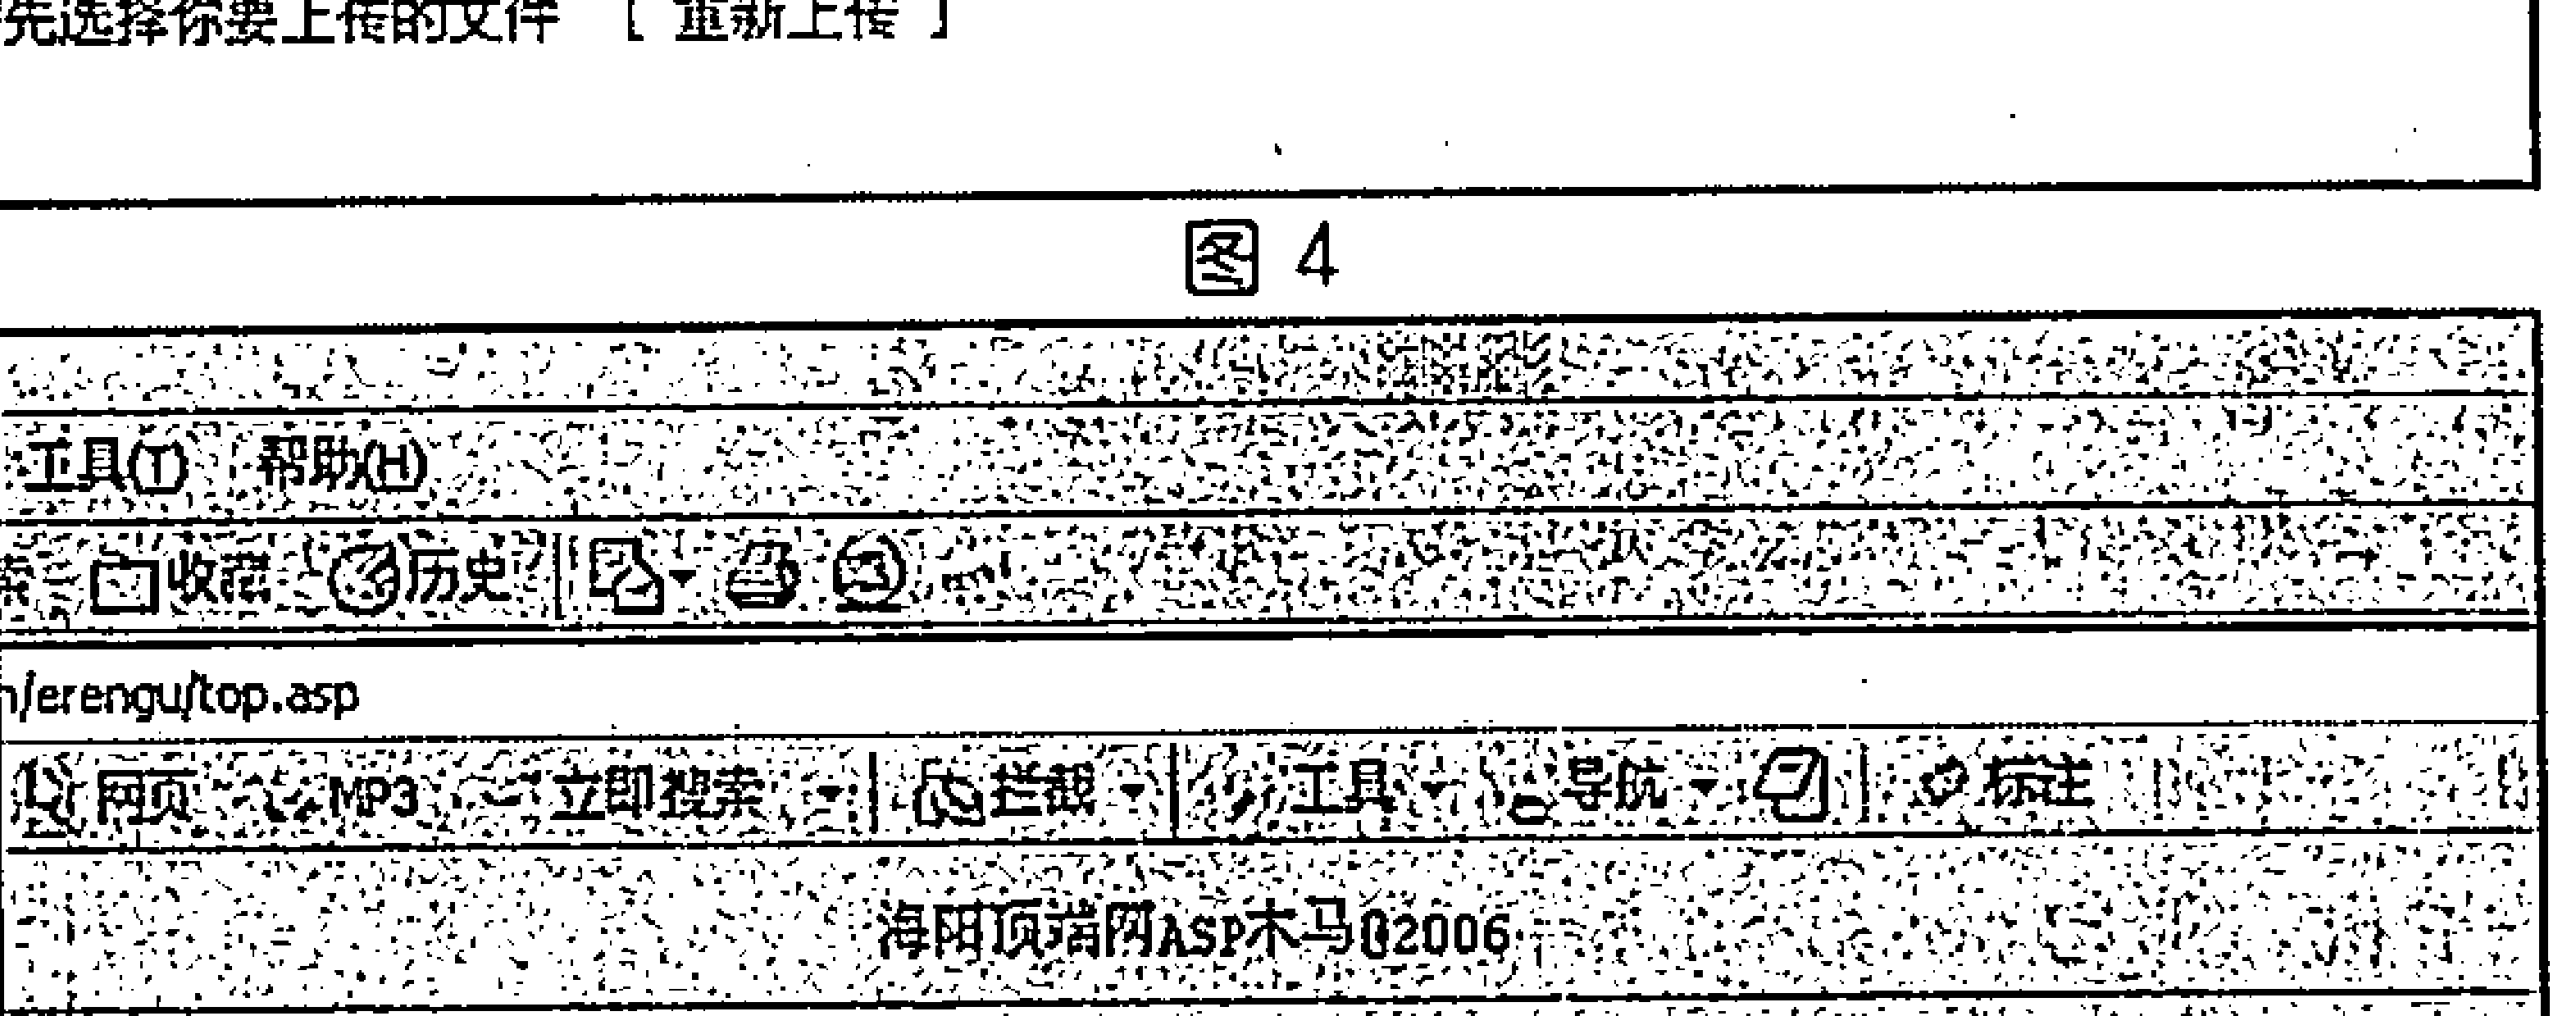 先选择你要上传的文件 [ 重新上传 ]
图 4
工具(T) 帮助(H)
收藏 历史
/erengu/top.asp
网页 MP3 立即搜索 拦截 工具 导航 标注
海阳顶端网ASP木马@2006